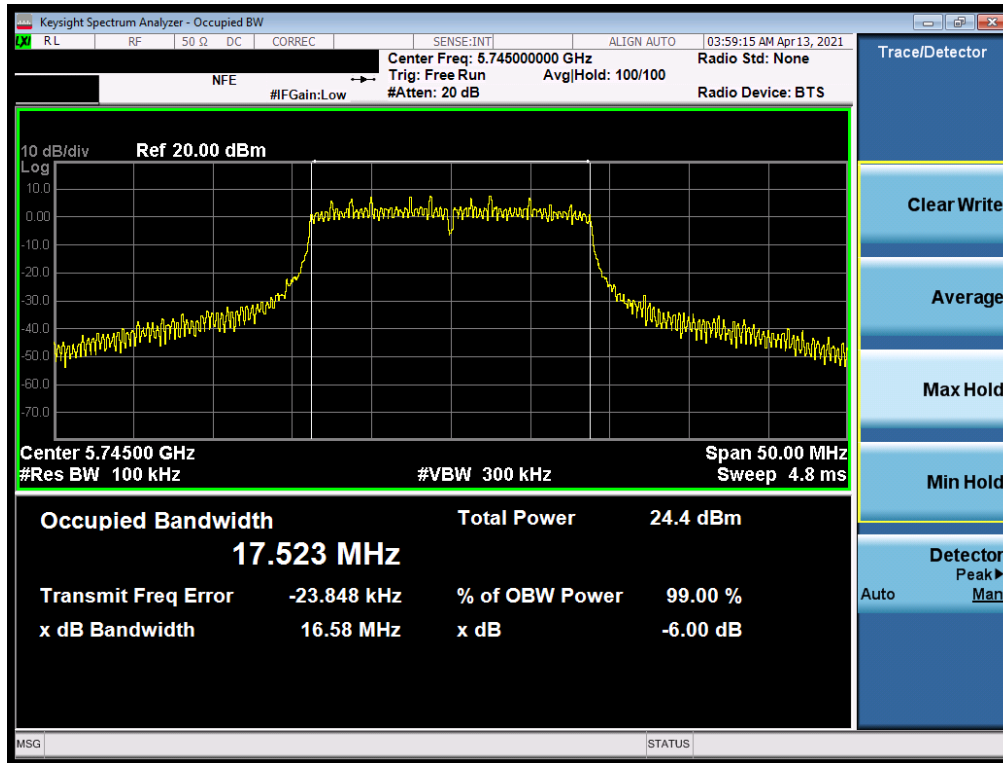 Keysight Spectrum Analyzer - Occupied BW
LXI RL RF 50 Ω DC CORREC SENSE:INT ALIGN AUTO 03:59:15 AM Apr 13, 2021
Center Freq: 5.745000000 GHz Radio Std: None
NFE Trig: Free Run Avg|Hold: 100/100
#IFGain:Low #Atten: 20 dB Radio Device: BTS
10 dB/div Ref 20.00 dBm
Log
10.0
0.00
-10.0
-20.0
-30.0
-40.0
-50.0
-60.0
-70.0
Center 5.74500 GHz Span 50.00 MHz
#Res BW 100 kHz #VBW 300 kHz Sweep 4.8 ms
Occupied Bandwidth Total Power 24.4 dBm
17.523 MHz
Transmit Freq Error -23.848 kHz % of OBW Power 99.00 %
x dB Bandwidth 16.58 MHz x dB -6.00 dB
MSG STATUS
Trace/Detector
Clear Write
Average
Max Hold
Min Hold
Detector
Peak▶
Auto Man